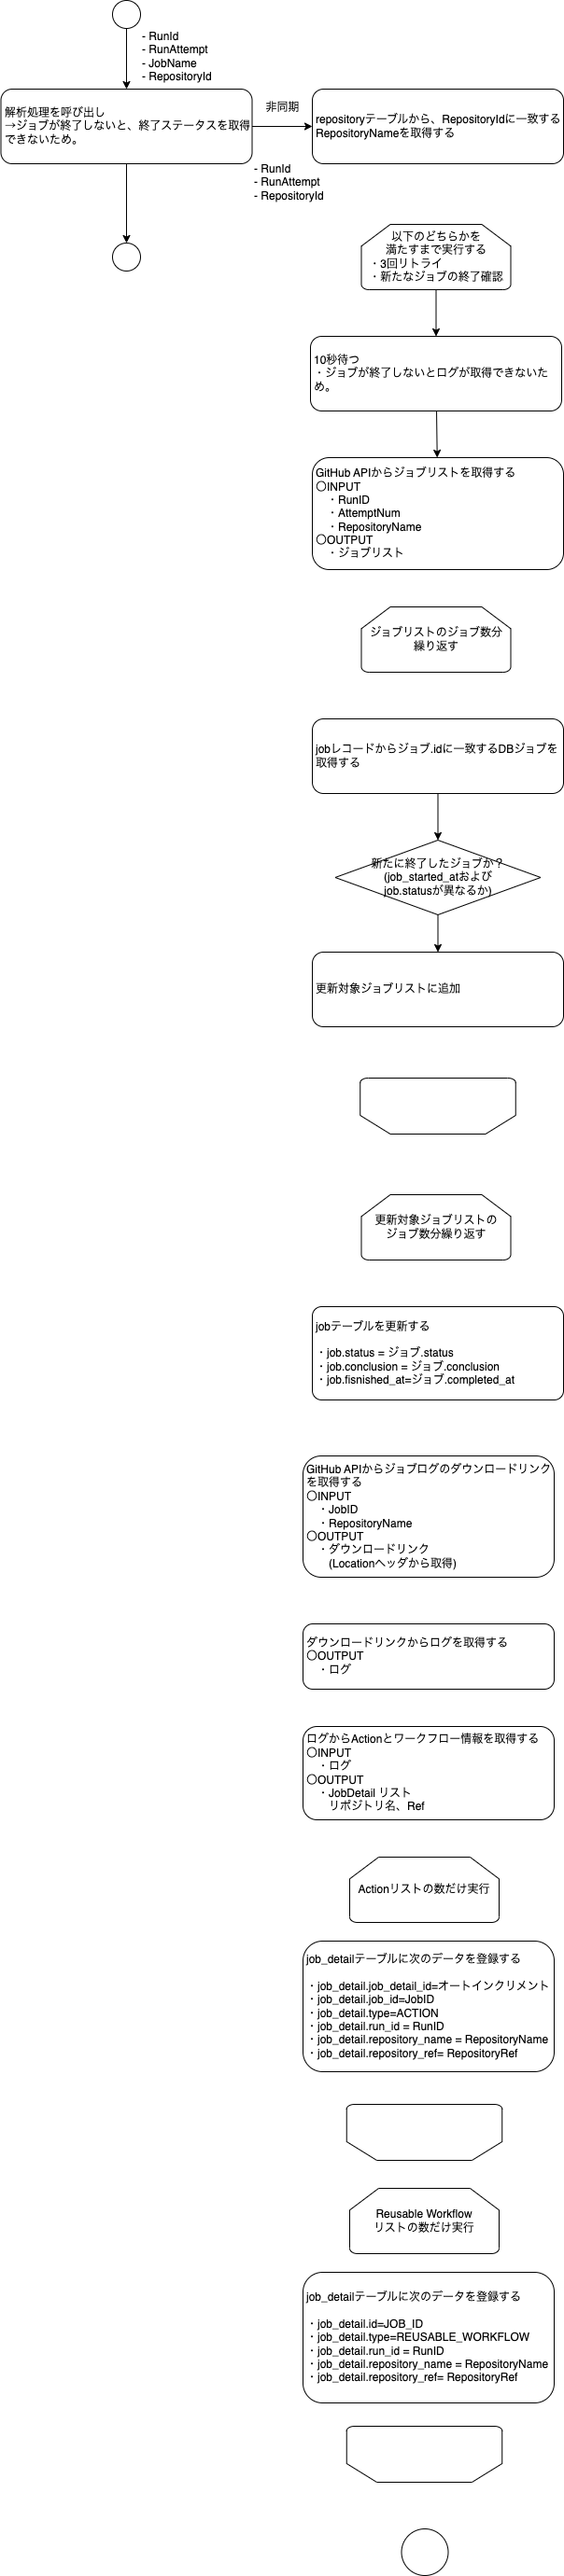 - RunId
- RunAttempt
- JobName
- RepositoryId
解析処理を呼び出し
→ジョブが終了しないと、終了ステータスを取得
できないため。
非同期
repositoryテーブルから、RepositoryIdに一致する
RepositoryNameを取得する
- RunId
- RunAttempt
- RepositoryId
以下のどちらかを
満たすまで実行する
・3回リトライ
・新たなジョブの終了確認
10秒待つ
・ジョブが終了しないとログが取得できないた
め。
GitHub APIからジョブリストを取得する
〇INPUT
・RunID
・AttemptNum
・RepositoryName
〇OUTPUT
・ジョブリスト
ジョブリストのジョブ数分
繰り返す
jobレコードからジョブ.idに一致するDBジョブを
取得する
新たに終了したジョブか？
(job_started_atおよび
job.statusが異なるか)
更新対象ジョブリストに追加
更新対象ジョブリストの
ジョブ数分繰り返す
jobテーブルを更新する
・job.status = ジョブ.status
・job.conclusion = ジョブ.conclusion
・job.fisnished_at=ジョブ.completed_at
GitHub APIからジョブログのダウンロードリンク
を取得する
〇INPUT
・JobID
・RepositoryName
〇OUTPUT
・ダウンロードリンク
(Locationヘッダから取得)
ダウンロードリンクからログを取得する
〇OUTPUT
・ログ
ログからActionとワークフロー情報を取得する
〇INPUT
・ログ
〇OUTPUT
・JobDetail リスト
リポジトリ名、Ref
Actionリストの数だけ実行
job_detailテーブルに次のデータを登録する
・job_detail.job_detail_id=オートインクリメント
・job_detail.job_id=JobID
・job_detail.type=ACTION
・job_detail.run_id = RunID
・job_detail.repository_name = RepositoryName
・job_detail.repository_ref= RepositoryRef
Reusable Workflow
リストの数だけ実行
job_detailテーブルに次のデータを登録する
・job_detail.id=JOB_ID
・job_detail.type=REUSABLE_WORKFLOW
・job_detail.run_id = RunID
・job_detail.repository_name = RepositoryName
・job_detail.repository_ref= RepositoryRef